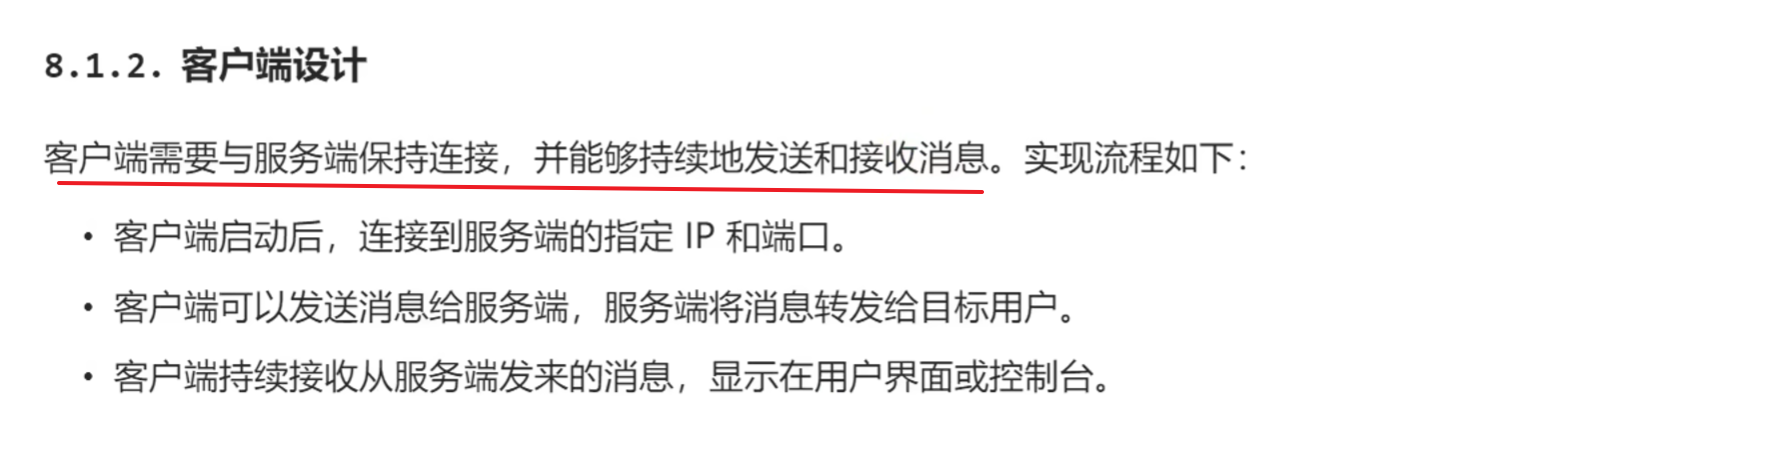 8.1.2. 客户端设计
客户端需要与服务端保持连接，并能够持续地发送和接收消息。实现流程如下：
• 客户端启动后，连接到服务端的指定 IP 和端口。
• 客户端可以发送消息给服务端，服务端将消息转发给目标用户。
• 客户端持续接收从服务端发来的消息，显示在用户界面或控制台。